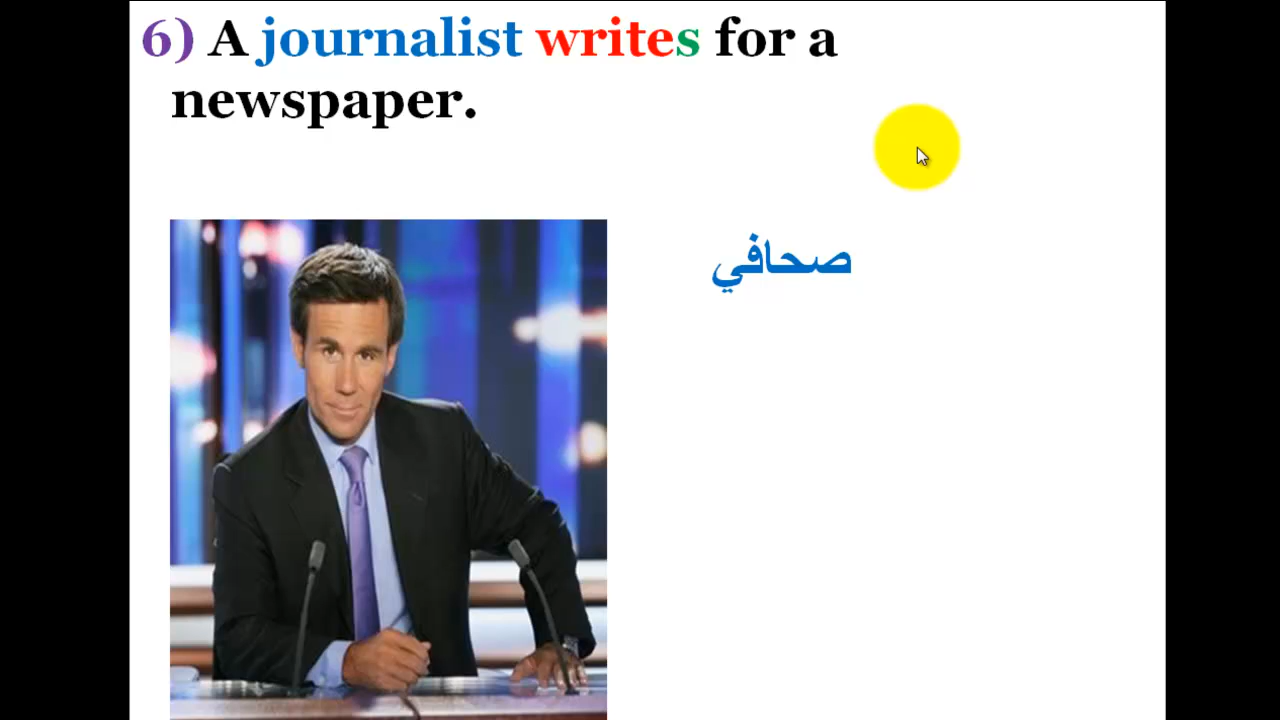 6) A journalist writes for a
newspaper.
صحافي